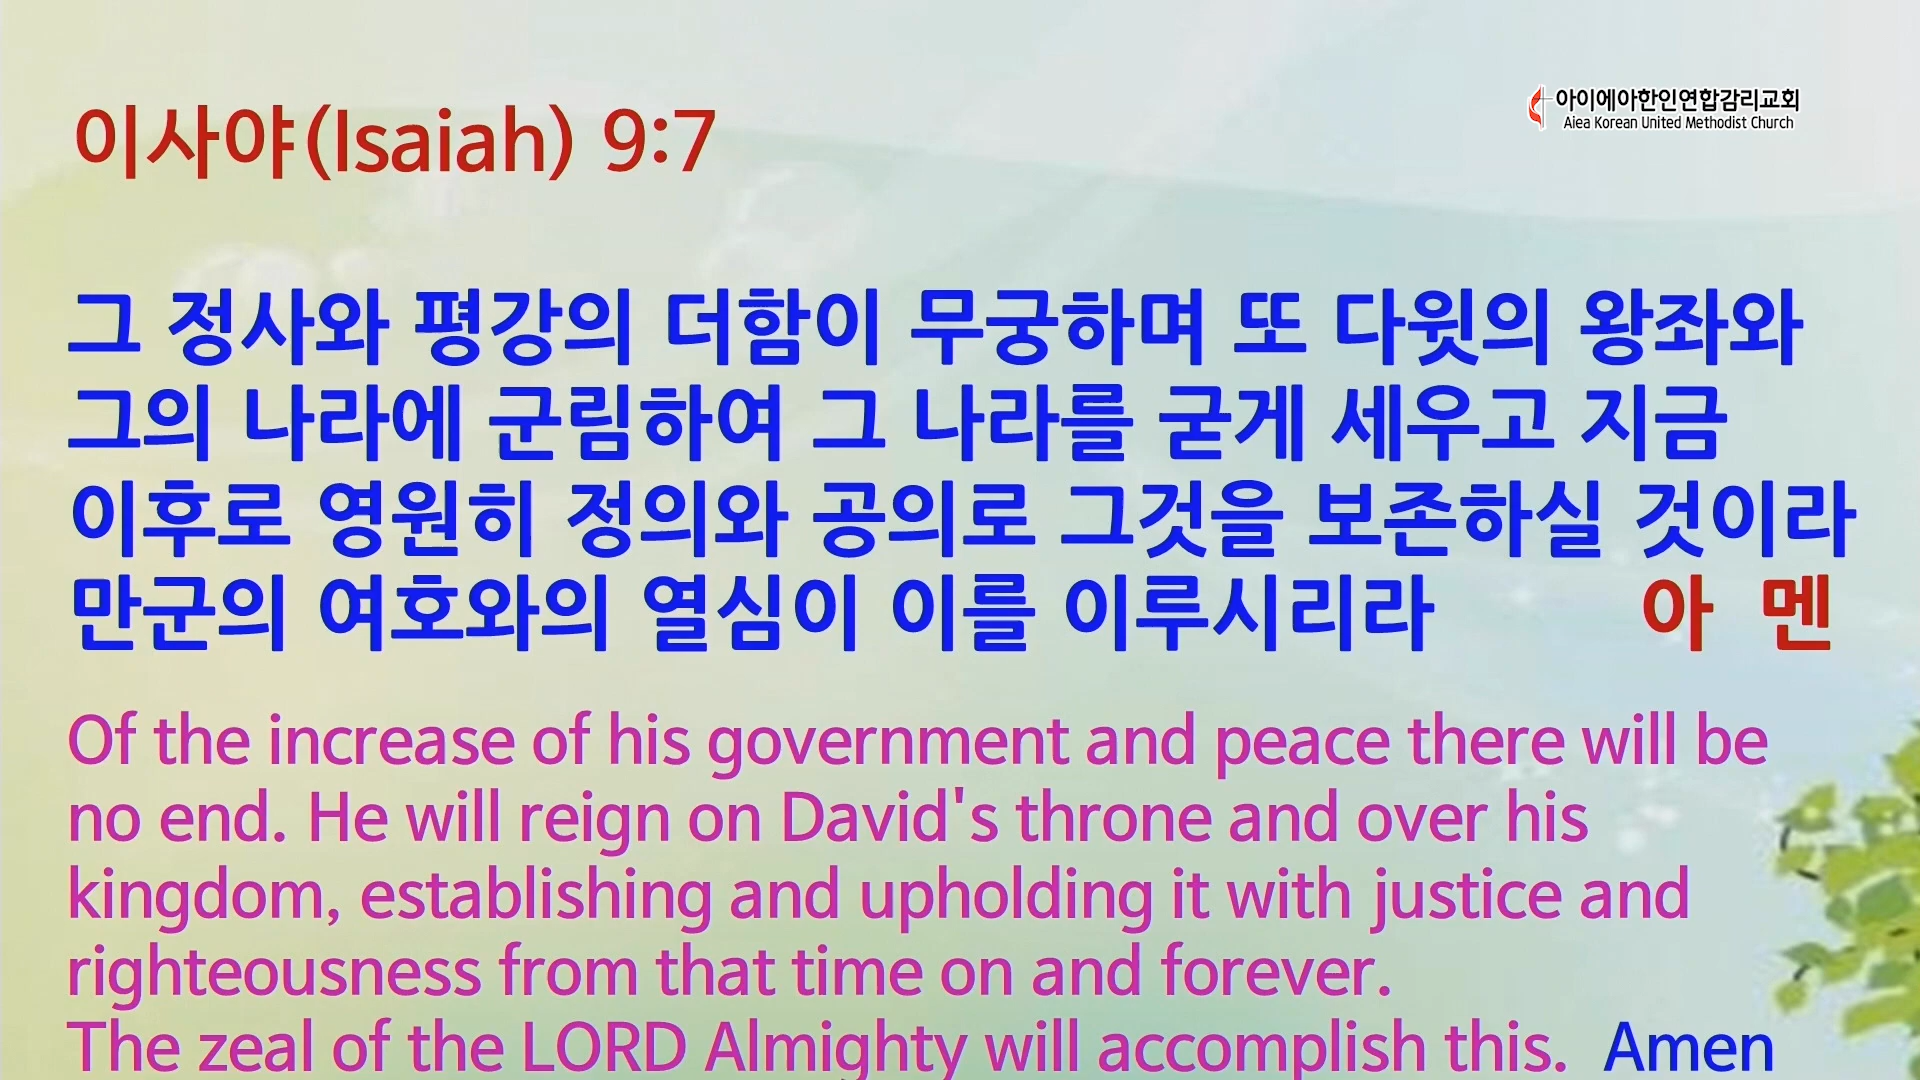 이사야(Isaiah) 9:7
아이에아한인연합감리교회
Aiea Korean United Methodist Church
그 정사와 평강의 더함이 무궁하며 또 다윗의 왕좌와
그의 나라에 군림하여 그 나라를 굳게 세우고 지금
이후로 영원히 정의와 공의로 그것을 보존하실 것이라
만군의 여호와의 열심이 이를 이루시리라 아 멘
Of the increase of his government and peace there will be
no end. He will reign on David's throne and over his
kingdom, establishing and upholding it with justice and
righteousness from that time on and forever.
The zeal of the LORD Almighty will accomplish this. Amen